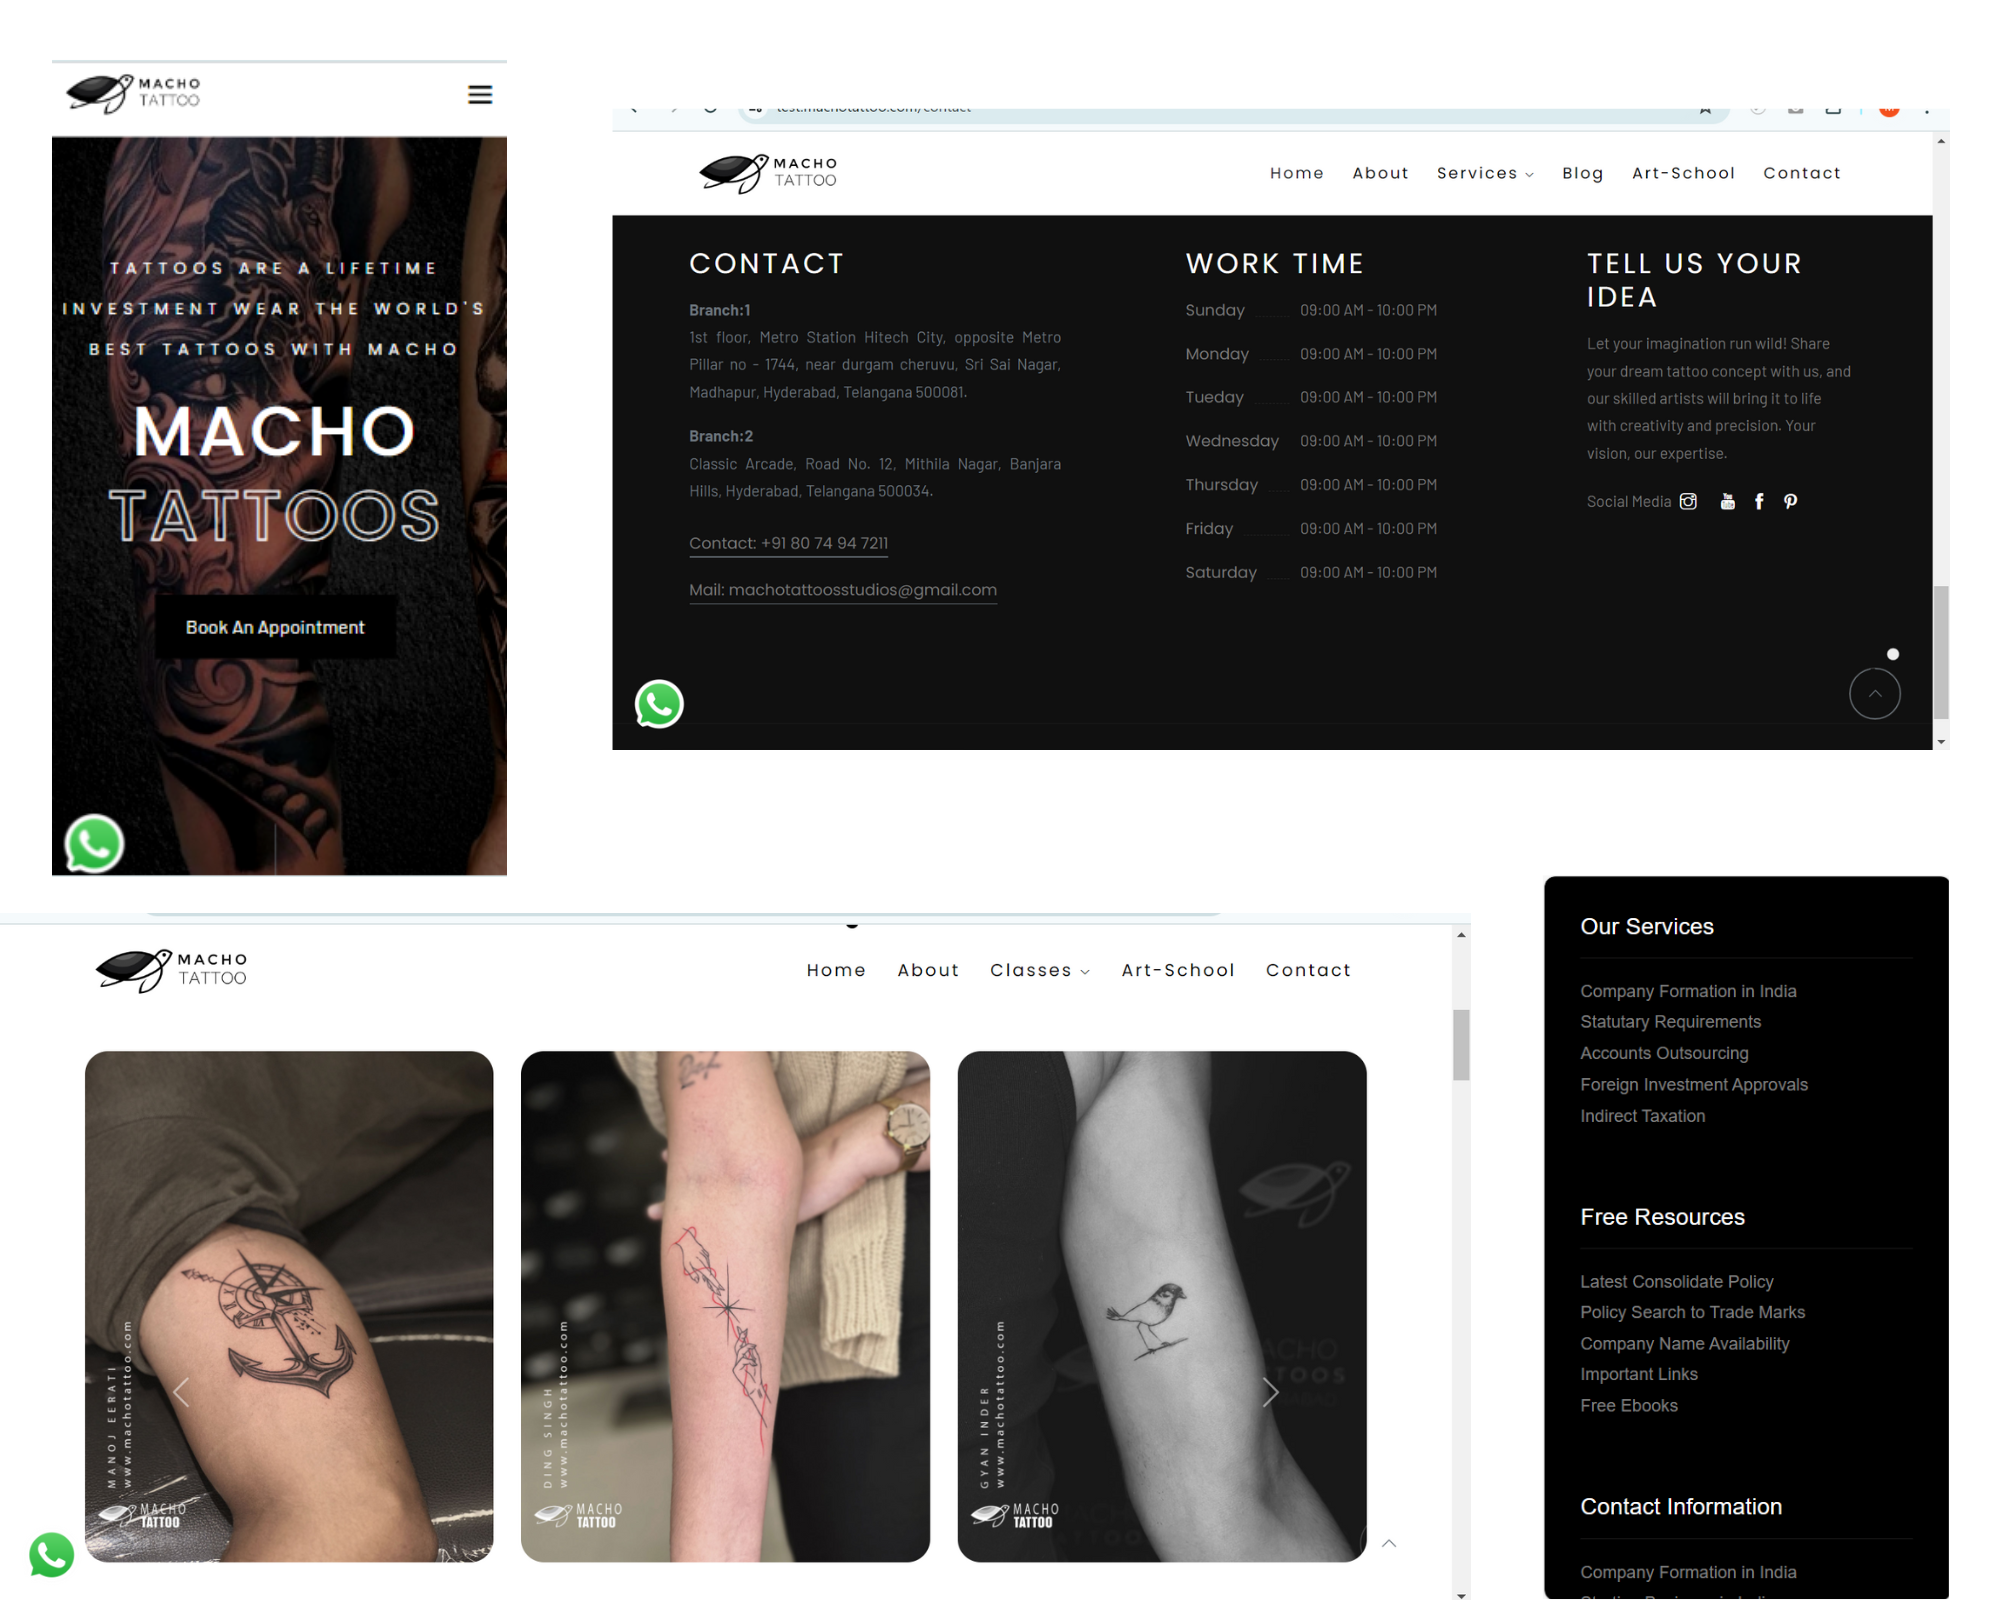 MACHO
TATTOO
TATTOOS ARE A LIFETIME
INVESTMENT WEAR THE WORLD'S
BEST TATTOOS WITH MACHO
MACHO
TATTOOS
Book An Appointment
test.machotattoo.com/contact
MACHO
TATTOO
Home About Services Blog Art-School Contact
CONTACT
Branch:1
1st floor, Metro Station Hitech City, opposite Metro
Pillar no - 1744, near durgam cheruvu, Sri Sai Nagar,
Madhapur, Hyderabad, Telangana 500081.
Branch:2
Classic Arcade, Road No. 12, Mithila Nagar, Banjara
Hills, Hyderabad, Telangana 500034.
Contact: +91 80 74 94 7211
Mail: machotattoosstudios@gmail.com
WORK TIME
Sunday 09:00 AM - 10:00 PM
Monday 09:00 AM - 10:00 PM
Tueday 09:00 AM - 10:00 PM
Wednesday 09:00 AM - 10:00 PM
Thursday 09:00 AM - 10:00 PM
Friday 09:00 AM - 10:00 PM
Saturday 09:00 AM - 10:00 PM
TELL US YOUR
IDEA
Let your imagination run wild! Share
your dream tattoo concept with us, and
our skilled artists will bring it to life
with creativity and precision. Your
vision, our expertise.
Social Media
MACHO
TATTOO
Home About Classes Art-School Contact
MANOJ EERATI
www.machotattoo.com
MACHO
TATTOO
DING SINGH
www.machotattoo.com
MACHO
TATTOO
GYAN INDER
www.machotattoo.com
MACHO
TATTOO
Our Services
Company Formation in India
Statutary Requirements
Accounts Outsourcing
Foreign Investment Approvals
Indirect Taxation
Free Resources
Latest Consolidate Policy
Policy Search to Trade Marks
Company Name Availability
Important Links
Free Ebooks
Contact Information
Company Formation in India